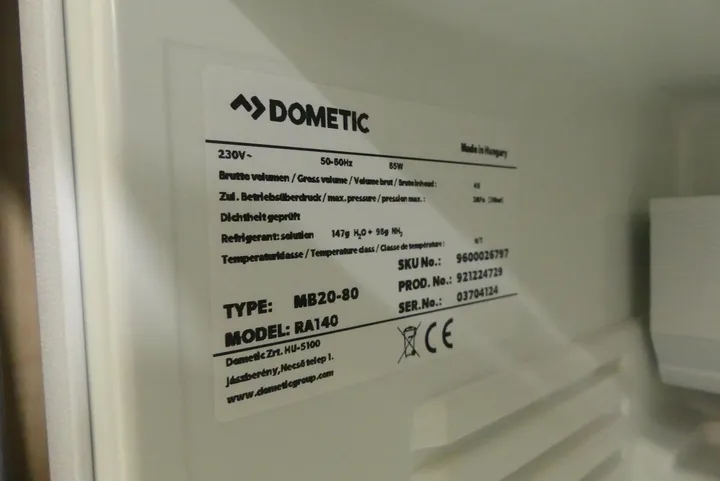 DOMETIC
Made in Hungary
230V~ 50-60Hz 85W
Brutto volumen / Gross volume / Volume brut / Bruto inhoud :
Zul. Betriebsüberdruck / max. pressure / pression max. :
Dichtheit geprüft
Refrigerant: solution 147g H₂O + 98g NH₃
Temperaturklasse / Temperature class / Classe de température :
SKU No.: 9600026797
PROD. No.: 921224729
SER.No.: 03704124
TYPE: MB20-80
MODEL: RA140
Dometic Zrt. HU-5100
Jászberény, Necső telep 1.
www.dometicgroup.com
CE